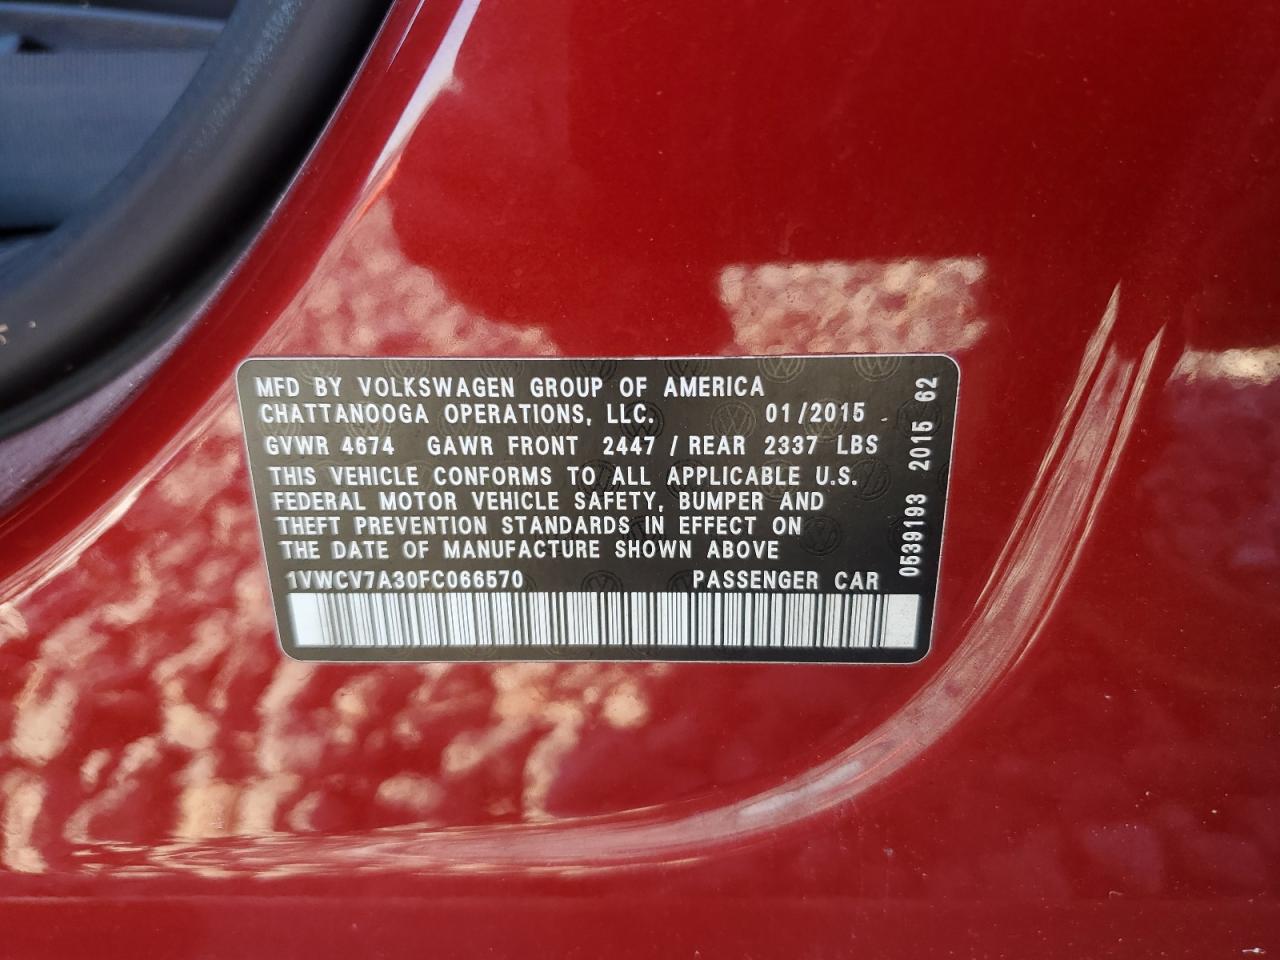 MFD BY VOLKSWAGEN GROUP OF AMERICA
CHATTANOOGA OPERATIONS, LLC. 01/2015
GVWR 4674 GAWR FRONT 2447 / REAR 2337 LBS
THIS VEHICLE CONFORMS TO ALL APPLICABLE U.S.
FEDERAL MOTOR VEHICLE SAFETY, BUMPER AND
THEFT PREVENTION STANDARDS IN EFFECT ON
THE DATE OF MANUFACTURE SHOWN ABOVE
1VWCV7A30FC066570 PASSENGER CAR
0539193 2015 62